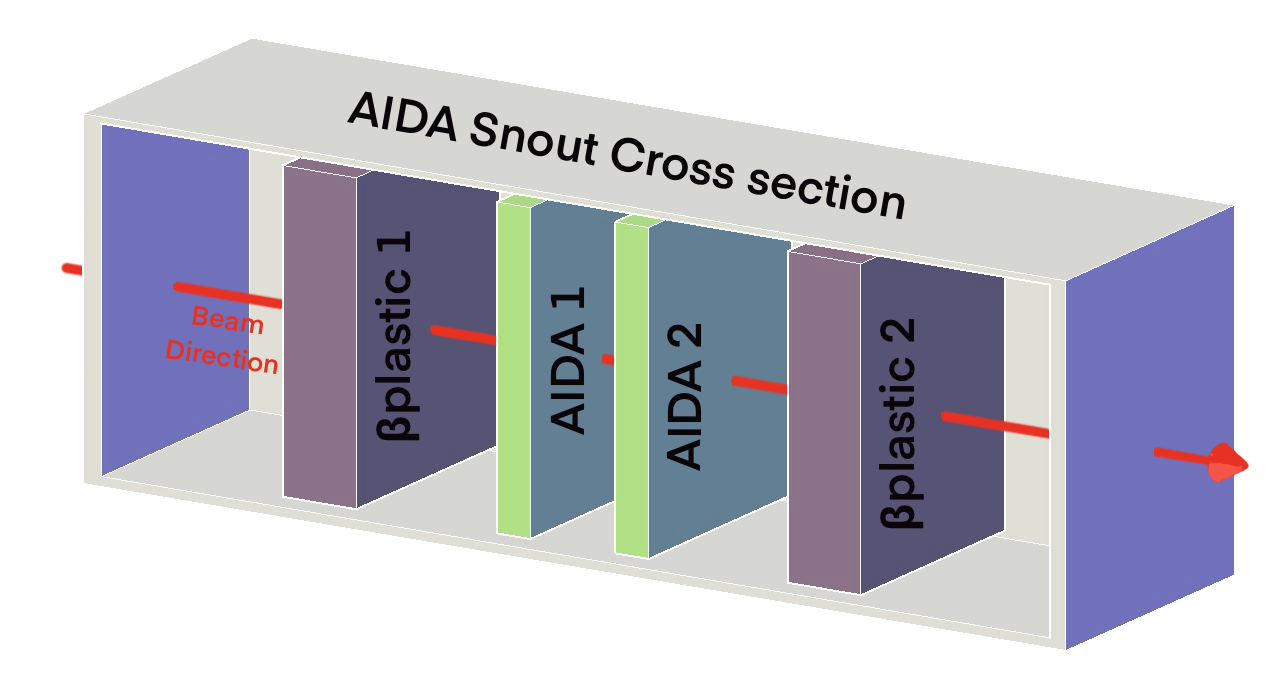 AIDA Snout Cross section
Beam
Direction
βplastic 1
AIDA 1
AIDA 2
βplastic 2